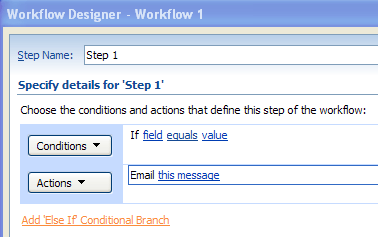 Workflow Designer - Workflow 1
Step Name: Step 1
Specify details for 'Step 1'
Choose the conditions and actions that define this step of the workflow:
Conditions If field equals value
Actions Email this message
Add 'Else If' Conditional Branch